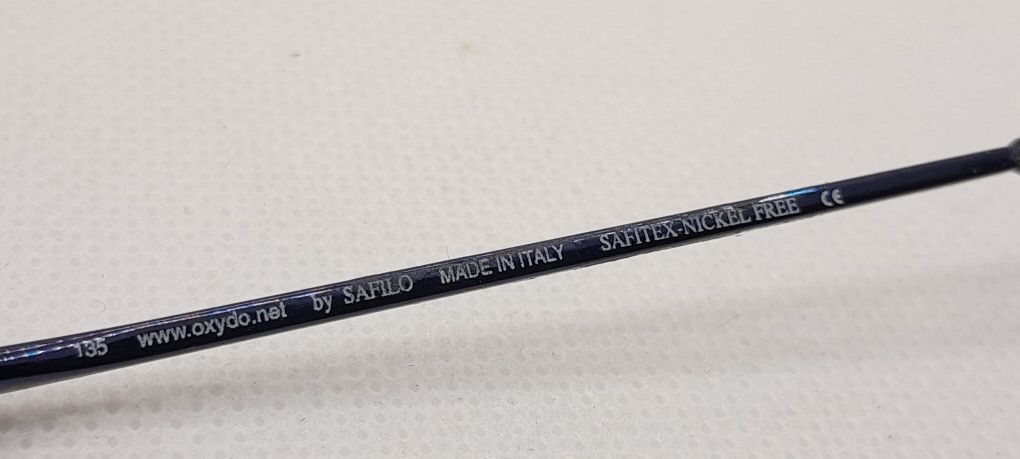 135 www.oxydo.net by SAFILO MADE IN ITALY SAFITEX-NICKEL FREE CE